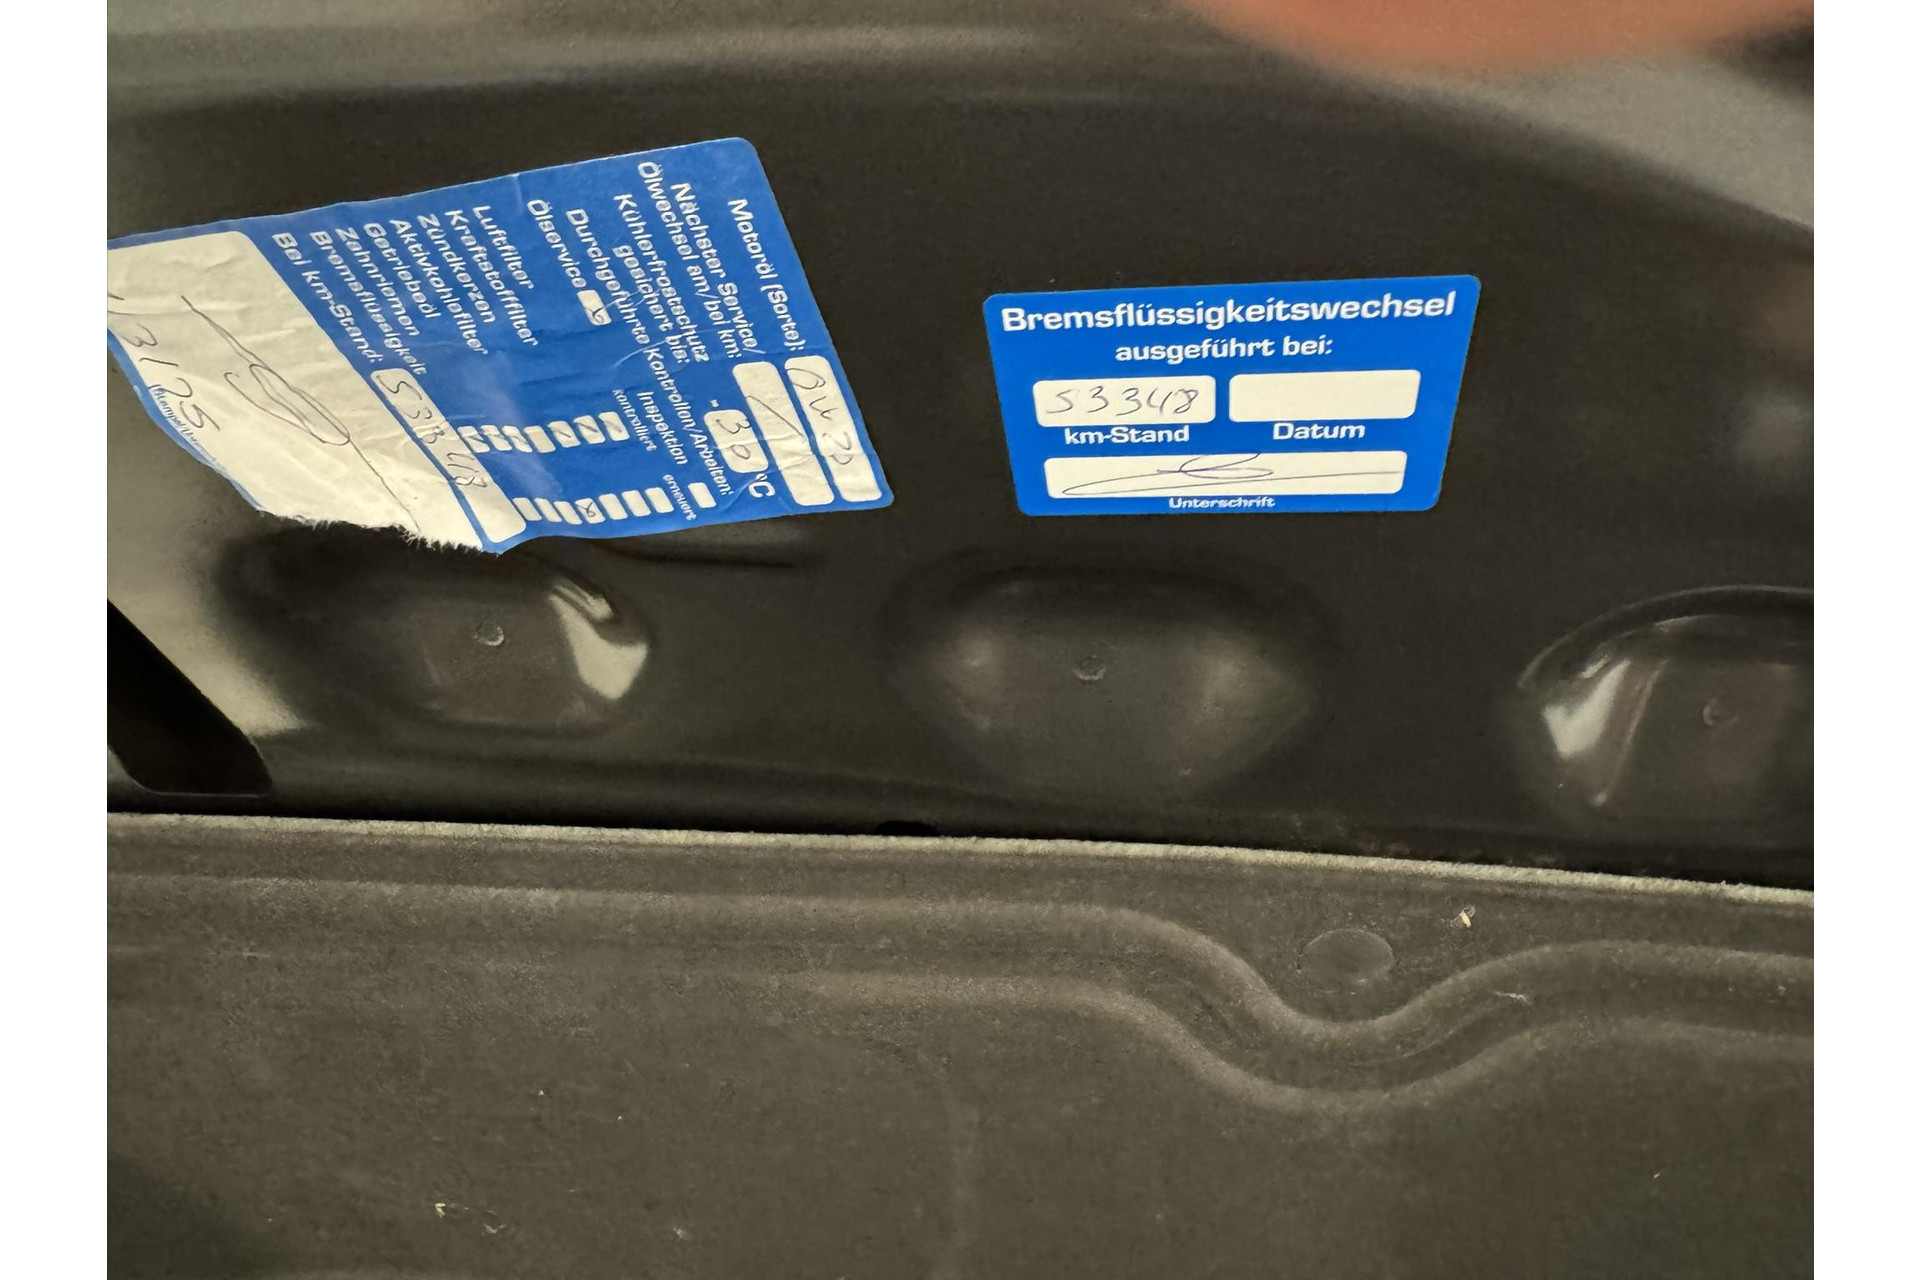 Motoröl (Sorte):
Nächster Service/
Ölwechsel am/bei km:
Kühlerfrostschutz
gesichert bis: -30 °C
Durchgeführte Kontrollen/Arbeiten:
Ölservice
Inspektion
kontrolliert
erneuert
Luftfilter
Kraftstofffilter
Zündkerzen
Aktivkohlefilter
Getriebeöl
Zahnriemen
Bremsflüssigkeit
Bei km-Stand: 53348
Bremsflüssigkeitswechsel
ausgeführt bei:
53348
km-Stand
Datum
Unterschrift